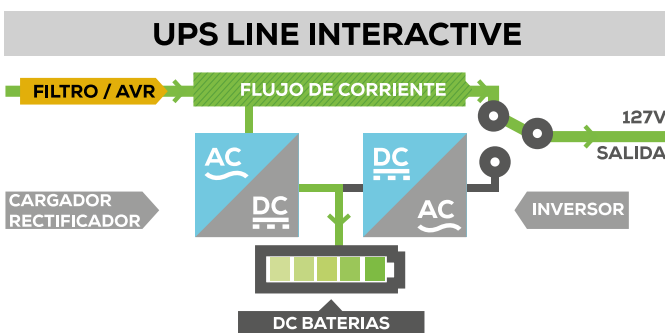 UPS LINE INTERACTIVE
FILTRO / AVR
FLUJO DE CORRIENTE
127V
SALIDA
AC
DC
DC
AC
CARGADOR
RECTIFICADOR
INVERSOR
DC BATERIAS